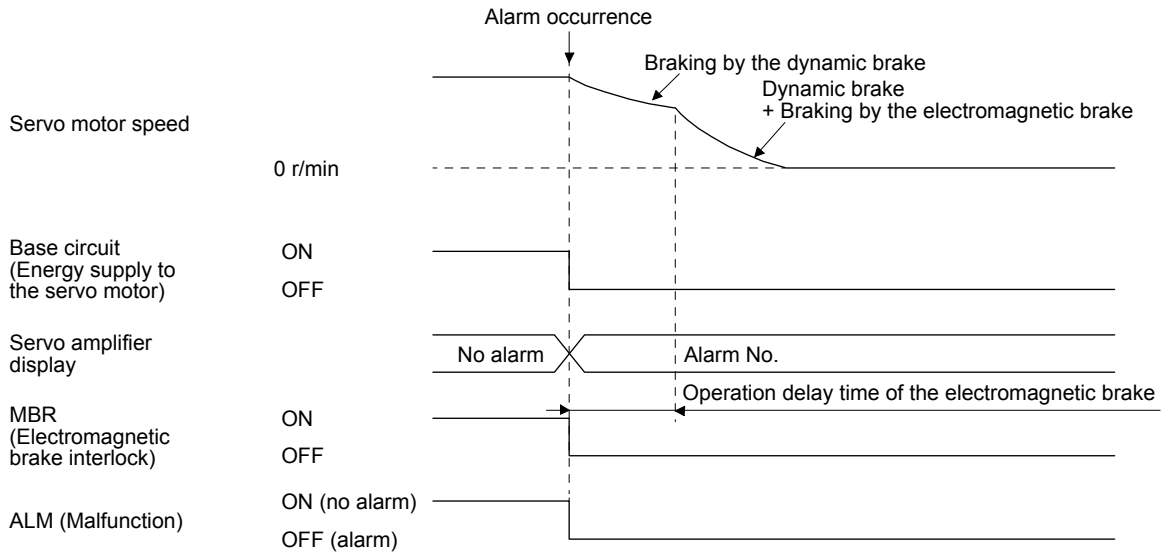 Alarm occurrence
Braking by the dynamic brake
Dynamic brake
+ Braking by the electromagnetic brake
Servo motor speed
0 r/min
Base circuit
(Energy supply to
the servo motor)
ON
OFF
Servo amplifier
display
No alarm
Alarm No.
Operation delay time of the electromagnetic brake
MBR
(Electromagnetic
brake interlock)
ON
OFF
ALM (Malfunction)
ON (no alarm)
OFF (alarm)